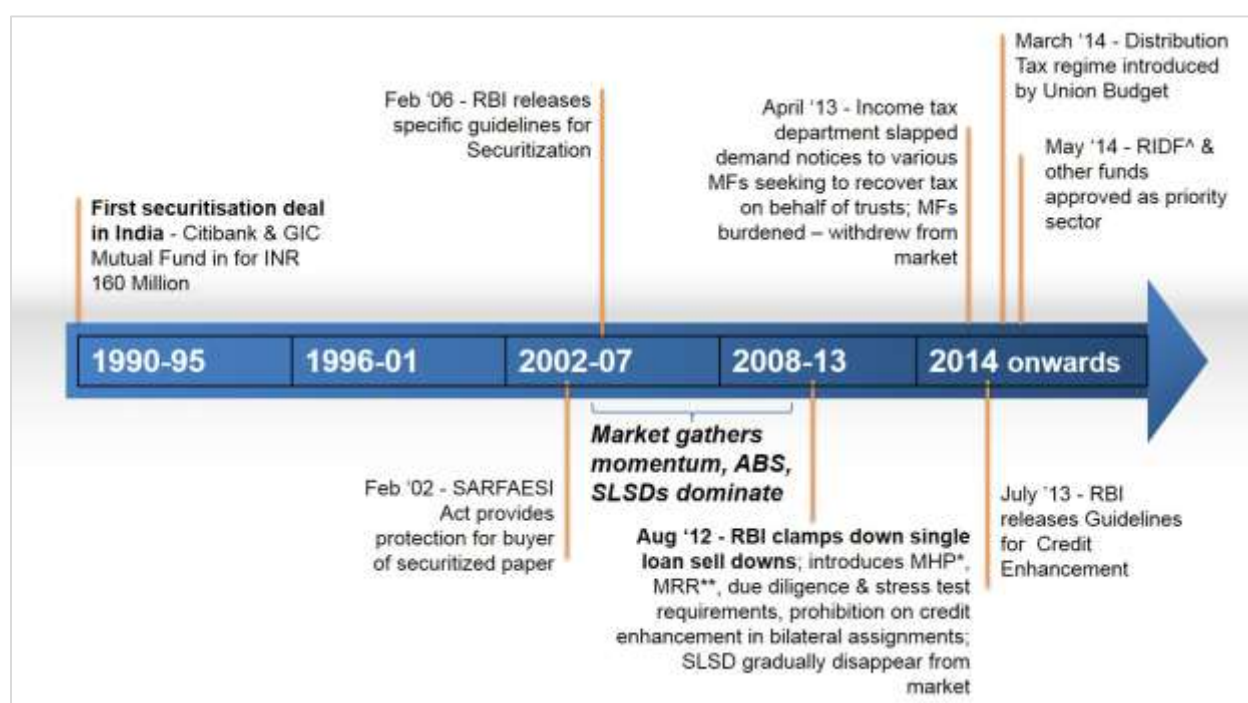 First securitisation deal
in India - Citibank & GIC
Mutual Fund in for INR
160 Million
Feb ‘06 - RBI releases
specific guidelines for
Securitization
April ‘13 - Income tax
department slapped
demand notices to various
MFs seeking to recover tax
on behalf of trusts; MFs
burdened – withdrew from
market
March ‘14 - Distribution
Tax regime introduced
by Union Budget
May ‘14 - RIDF^ &
other funds
approved as priority
sector
1990-95
1996-01
2002-07
2008-13
2014 onwards
Feb ‘02 - SARFAESI
Act provides
protection for buyer
of securitized paper
Market gathers
momentum, ABS,
SLSDs dominate
Aug ‘12 - RBI clamps down single
loan sell downs; introduces MHP*,
MRR**, due diligence & stress test
requirements, prohibition on credit
enhancement in bilateral assignments;
SLSD gradually disappear from
market
July ‘13 - RBI
releases Guidelines
for Credit
Enhancement